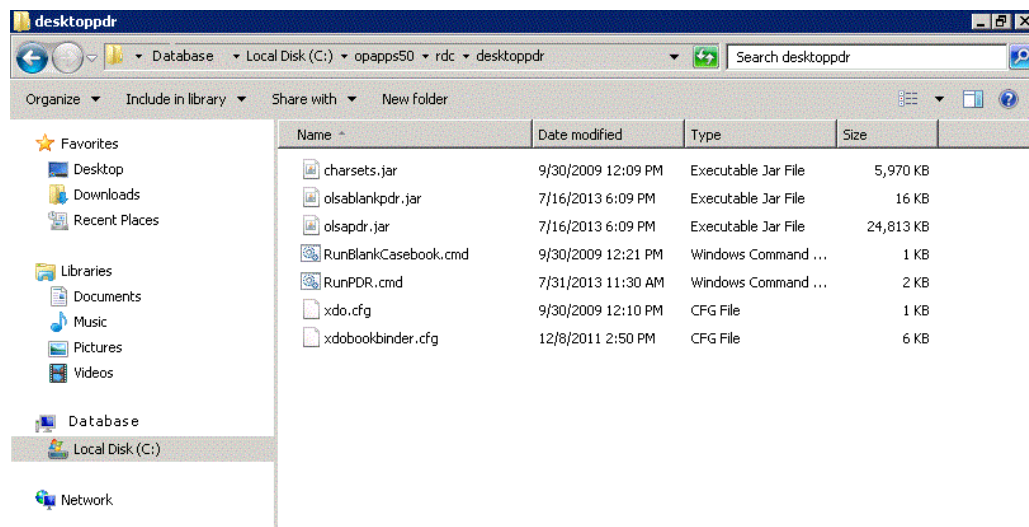 desktoppdr
Database Local Disk (C:) opapps50 rdc desktoppdr Search desktoppdr
Organize Include in library Share with New folder
Favorites
Desktop
Downloads
Recent Places
Libraries
Documents
Music
Pictures
Videos
Database
Local Disk (C:)
Network
Name Date modified Type Size
charsets.jar 9/30/2009 12:09 PM Executable Jar File 5,970 KB
olsablankpdr.jar 7/16/2013 6:09 PM Executable Jar File 16 KB
olsapdr.jar 7/16/2013 6:09 PM Executable Jar File 24,813 KB
RunBlankCasebook.cmd 9/30/2009 12:21 PM Windows Command ... 1 KB
RunPDR.cmd 7/31/2013 11:30 AM Windows Command ... 2 KB
xdo.cfg 9/30/2009 12:10 PM CFG File 1 KB
xdobookbinder.cfg 12/8/2011 2:50 PM CFG File 6 KB